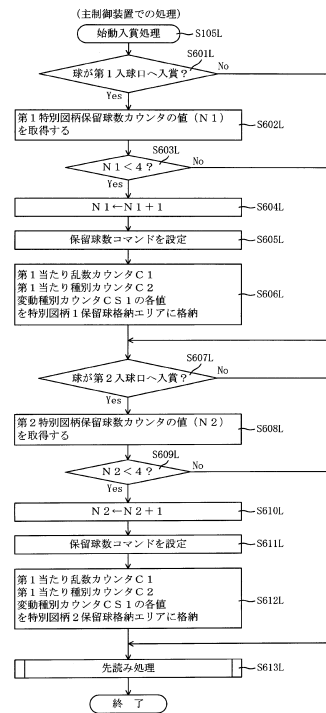 (主制御装置での処理)
始動入賞処理
S105L
球が第1入球口へ入賞？
S601L
No
Yes
第1特別図柄保留球数カウンタの値（N1）
を取得する
S602L
N1＜4？
S603L
No
Yes
N1←N1＋1
S604L
保留球数コマンドを設定
S605L
第1当たり乱数カウンタC1
第1当たり種別カウンタC2
変動種別カウンタCS1の各値
を特別図柄1保留球格納エリアに格納
S606L
球が第2入球口へ入賞？
S607L
No
Yes
第2特別図柄保留球数カウンタの値（N2）
を取得する
S608L
N2＜4？
S609L
No
Yes
N2←N2＋1
S610L
保留球数コマンドを設定
S611L
第1当たり乱数カウンタC1
第1当たり種別カウンタC2
変動種別カウンタCS1の各値
を特別図柄2保留球格納エリアに格納
S612L
先読み処理
S613L
終 了